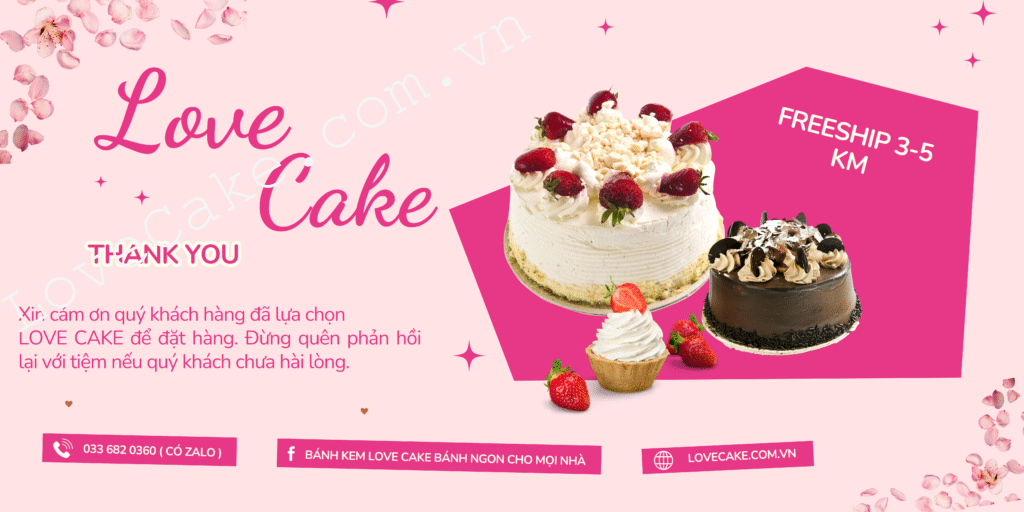 Love
Cake
LoveCake.com.vn
FREESHIP 3-5
KM
THANK YOU
Xin cám ơn quý khách hàng đã lựa chọn
LOVE CAKE để đặt hàng. Đừng quên phản hồi
lại với tiệm nếu quý khách chưa hài lòng.
033 682 0360 ( CÓ ZALO )
BÁNH KEM LOVE CAKE BÁNH NGON CHO MỌI NHÀ
LOVECAKE.COM.VN